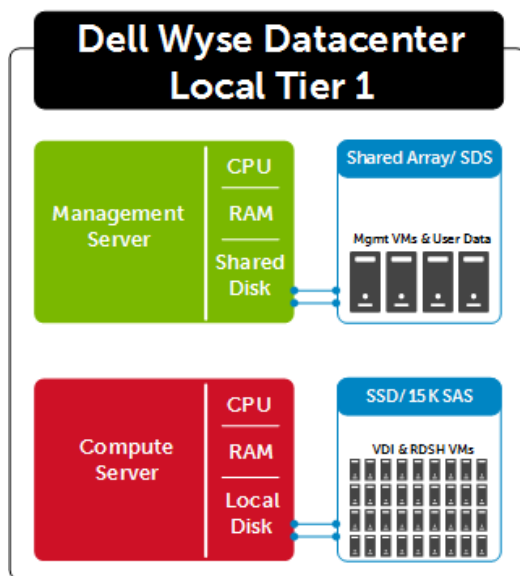 Dell Wyse Datacenter
Local Tier 1
Management
Server
CPU
RAM
Shared
Disk
Shared Array/ SDS
Mgmt VMs & User Data
Compute
Server
CPU
RAM
Local
Disk
SSD/ 15K SAS
VDI & RDSH VMs